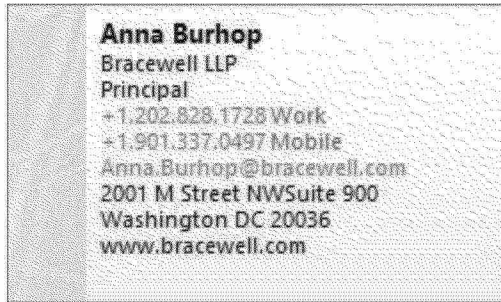 Anna Burhop
Bracewell LLP
Principal
+1.202.828.1728 Work
+1.901.337.0497 Mobile
Anna.Burhop@bracewell.com
2001 M Street NWSuite 900
Washington DC 20036
www.bracewell.com